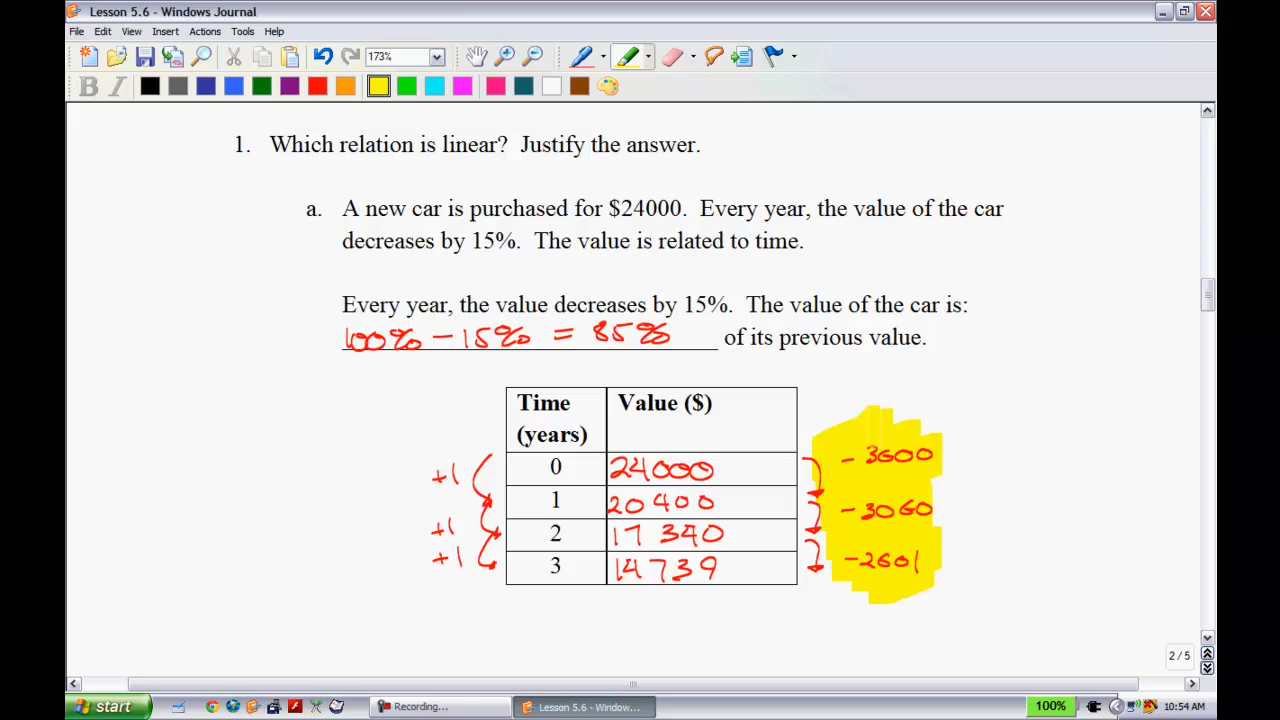 Lesson 5.6 - Windows Journal
File Edit View Insert Actions Tools Help
173%
B I
1. Which relation is linear? Justify the answer.
a. A new car is purchased for $24000. Every year, the value of the car
decreases by 15%. The value is related to time.
Every year, the value decreases by 15%. The value of the car is:
100% - 15% = 85% of its previous value.
Time Value ($)
(years)
0 24000
+1 -3600
1 20400
+1 -3060
2 17340
+1 -2601
3 14739
2 / 5
start Recording... Lesson 5.6 - Window... 100% 10:54 AM